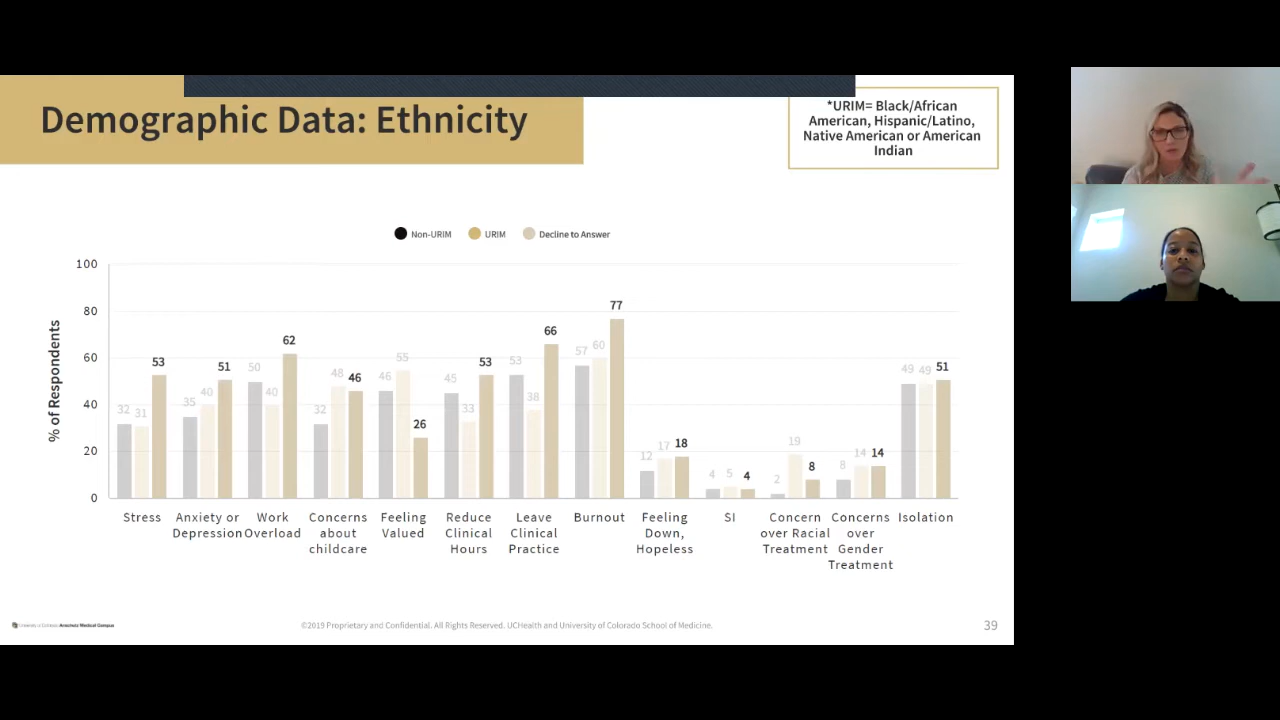 Demographic Data: Ethnicity
*URIM= Black/African
American, Hispanic/Latino,
Native American or American
Indian
Non-URIM URIM Decline to Answer
% of Respondents
100
80
60
40
20
0
32 31 53
35 40 51
50 40 62
32 48 46
46 55 26
45 33 53
53 38 66
57 60 77
12 17 18
4 5 4
2 19 8
8 14 14
49 49 51
Stress
Anxiety or
Depression
Work
Overload
Concerns
about
childcare
Feeling
Valued
Reduce
Clinical
Hours
Leave
Clinical
Practice
Burnout
Feeling
Down,
Hopeless
SI
Concern
over Racial
Treatment
Concerns
over
Gender
Treatment
Isolation
University of Colorado Anschutz Medical Campus
©2019 Proprietary and Confidential. All Rights Reserved. UCHealth and University of Colorado School of Medicine.
39